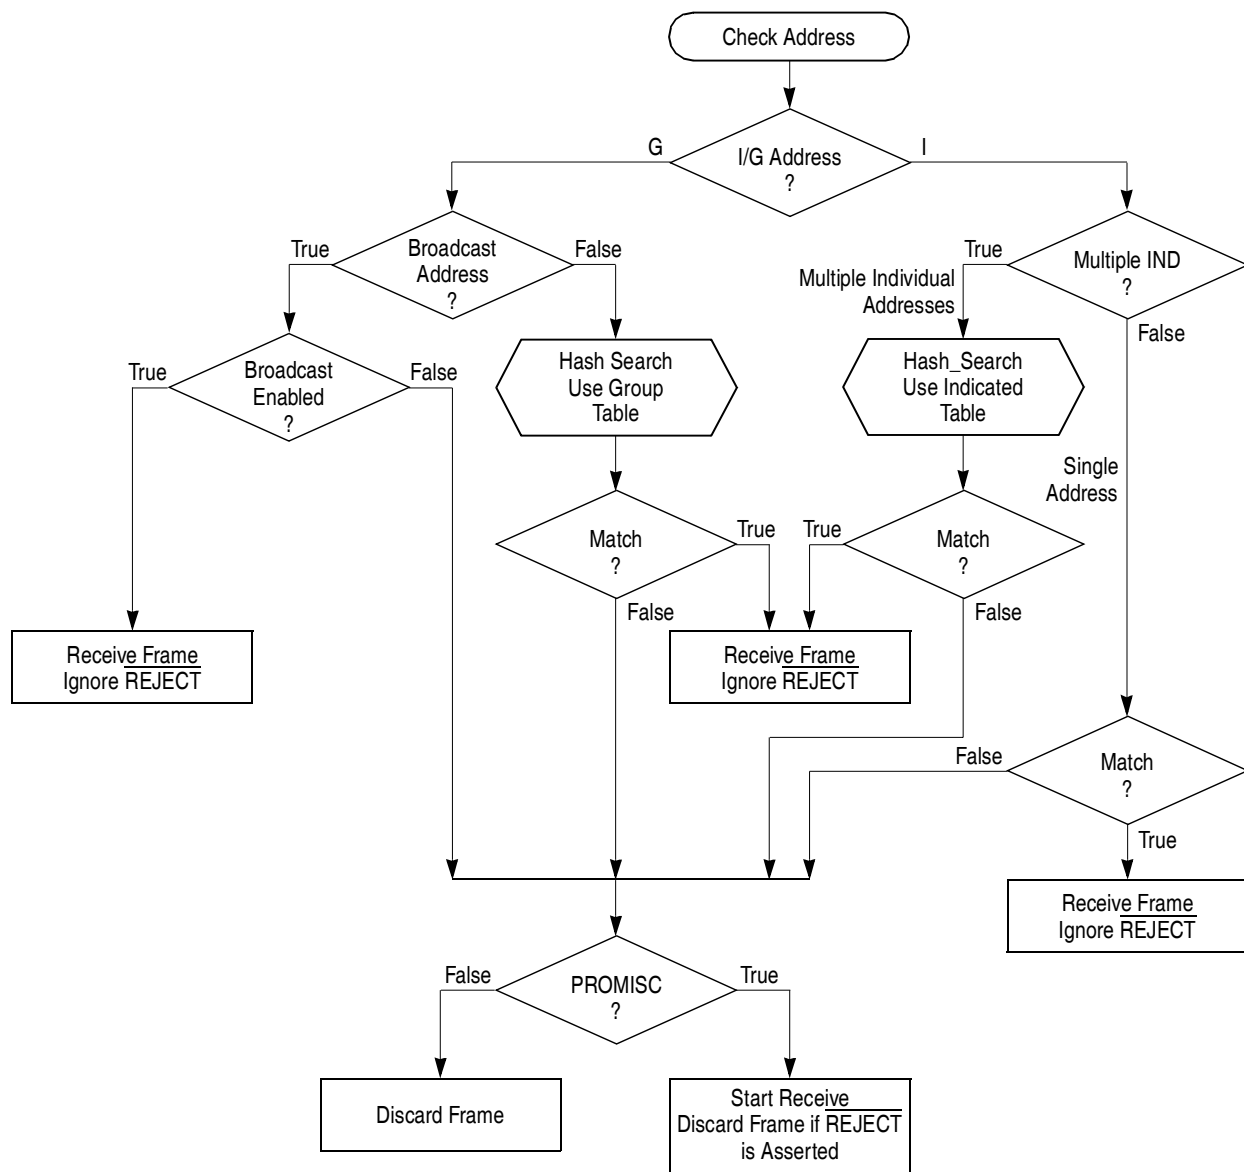 Check Address
I/G Address
?
G
I
Broadcast
Address
?
True
False
Multiple IND
?
True
False
Multiple Individual
Addresses
Broadcast
Enabled
?
True
False
Hash Search
Use Group
Table
Hash_Search
Use Indicated
Table
Single
Address
Match
?
True
False
Match
?
True
False
Receive Frame
Ignore REJECT
Receive Frame
Ignore REJECT
Match
?
False
True
Receive Frame
Ignore REJECT
PROMISC
?
False
True
Discard Frame
Start Receive
Discard Frame if REJECT
is Asserted